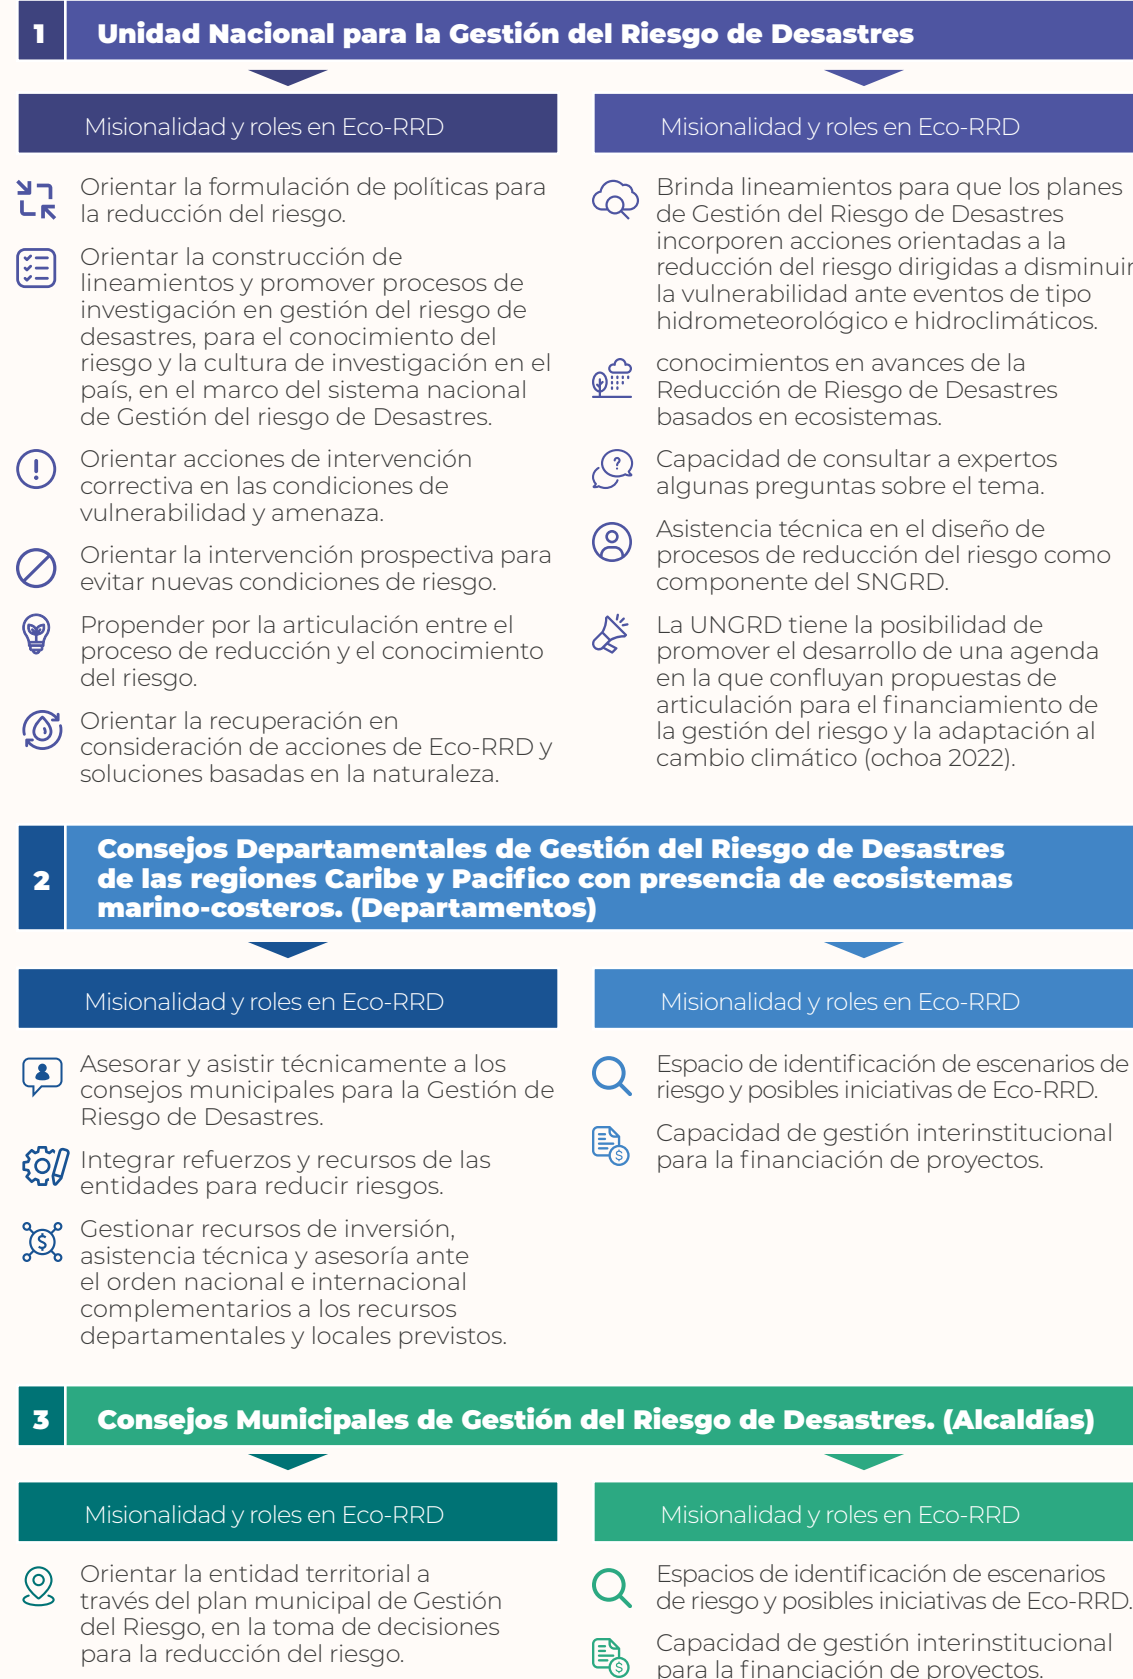 1
Unidad Nacional para la Gestión del Riesgo de Desastres
Misionalidad y roles en Eco-RRD
Orientar la formulación de políticas para
la reducción del riesgo.
Orientar la construcción de
lineamientos y promover procesos de
investigación en gestión del riesgo de
desastres, para el conocimiento del
riesgo y la cultura de investigación en el
país, en el marco del sistema nacional
de Gestión del riesgo de Desastres.
Orientar acciones de intervención
correctiva en las condiciones de
vulnerabilidad y amenaza.
Orientar la intervención prospectiva para
evitar nuevas condiciones de riesgo.
Propender por la articulación entre el
proceso de reducción y el conocimiento
del riesgo.
Orientar la recuperación en
consideración de acciones de Eco-RRD y
soluciones basadas en la naturaleza.
Misionalidad y roles en Eco-RRD
Brinda lineamientos para que los planes
de Gestión del Riesgo de Desastres
incorporen acciones orientadas a la
reducción del riesgo dirigidas a disminuir
la vulnerabilidad ante eventos de tipo
hidrometeorológico e hidroclimáticos.
conocimientos en avances de la
Reducción de Riesgo de Desastres
basados en ecosistemas.
Capacidad de consultar a expertos
algunas preguntas sobre el tema.
Asistencia técnica en el diseño de
procesos de reducción del riesgo como
componente del SNGRD.
La UNGRD tiene la posibilidad de
promover el desarrollo de una agenda
en la que confluyan propuestas de
articulación para el financiamiento de
la gestión del riesgo y la adaptación al
cambio climático (ochoa 2022).
2
Consejos Departamentales de Gestión del Riesgo de Desastres
de las regiones Caribe y Pacifico con presencia de ecosistemas
marino-costeros. (Departamentos)
Misionalidad y roles en Eco-RRD
Asesorar y asistir técnicamente a los
consejos municipales para la Gestión de
Riesgo de Desastres.
Integrar refuerzos y recursos de las
entidades para reducir riesgos.
Gestionar recursos de inversión,
asistencia técnica y asesoría ante
el orden nacional e internacional
complementarios a los recursos
departamentales y locales previstos.
Misionalidad y roles en Eco-RRD
Espacio de identificación de escenarios de
riesgo y posibles iniciativas de Eco-RRD.
Capacidad de gestión interinstitucional
para la financiación de proyectos.
3
Consejos Municipales de Gestión del Riesgo de Desastres. (Alcaldías)
Misionalidad y roles en Eco-RRD
Orientar la entidad territorial a
través del plan municipal de Gestión
del Riesgo, en la toma de decisiones
para la reducción del riesgo.
Misionalidad y roles en Eco-RRD
Espacios de identificación de escenarios
de riesgo y posibles iniciativas de Eco-RRD.
Capacidad de gestión interinstitucional
para la financiación de proyectos.